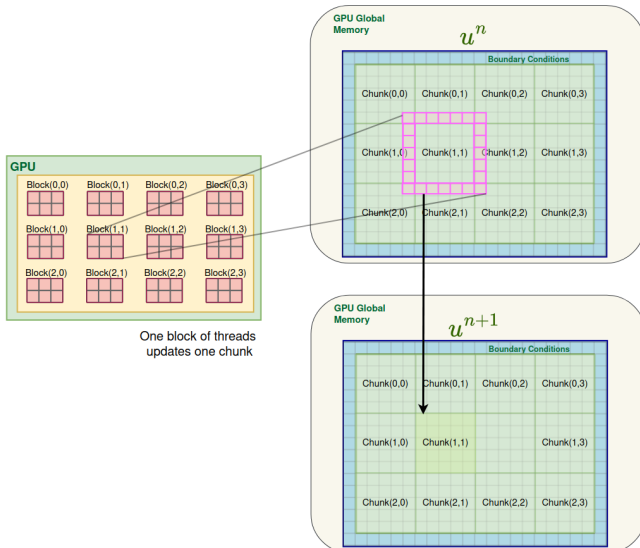 GPU Global
Memory
u^n
Boundary Conditions
Chunk(0,0) Chunk(0,1) Chunk(0,2) Chunk(0,3)
Chunk(1,0) Chunk(1,1) Chunk(1,2) Chunk(1,3)
Chunk(2,0) Chunk(2,1) Chunk(2,2) Chunk(2,3)
GPU
Block(0,0) Block(0,1) Block(0,2) Block(0,3)
Block(1,0) Block(1,1) Block(1,2) Block(1,3)
Block(2,0) Block(2,1) Block(2,2) Block(2,3)
One block of threads
updates one chunk
GPU Global
Memory
u^{n+1}
Boundary Conditions
Chunk(0,0) Chunk(0,1) Chunk(0,2) Chunk(0,3)
Chunk(1,0) Chunk(1,1) Chunk(1,3)
Chunk(2,0) Chunk(2,1) Chunk(2,2) Chunk(2,3)